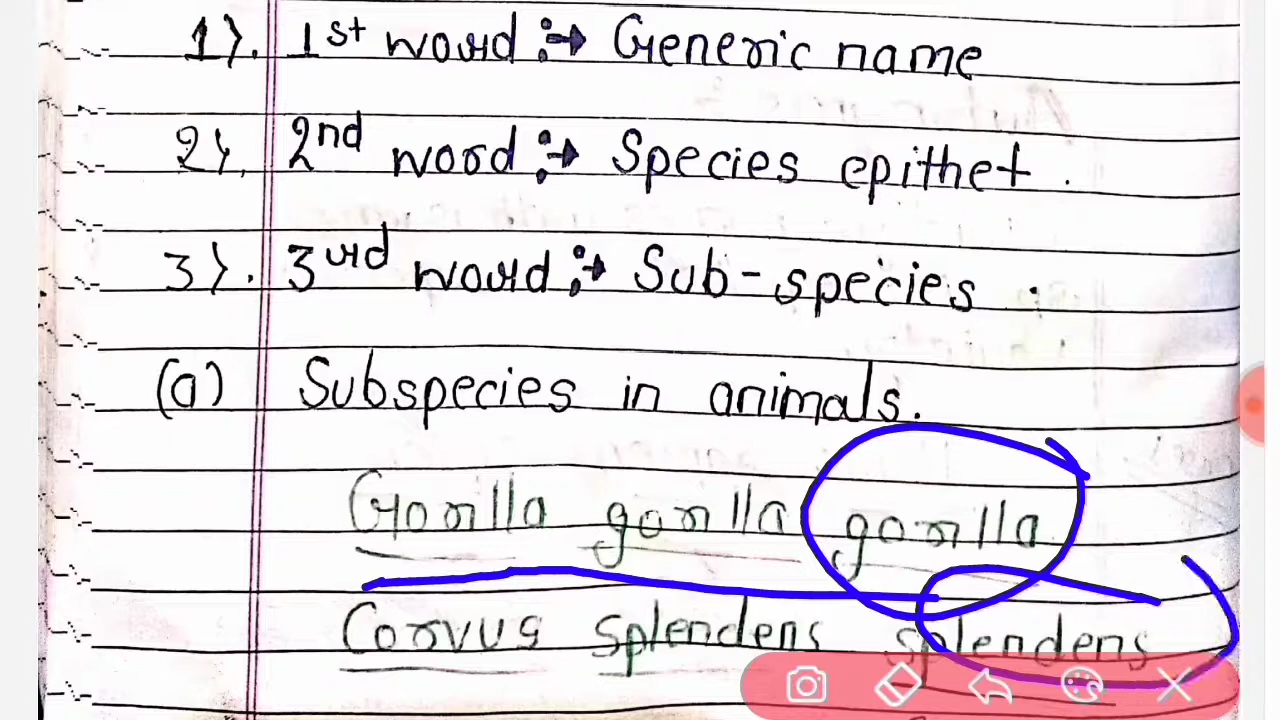 1). 1st word :→ Generic name
2). 2nd word :→ Species epithet.
3). 3rd word :→ Sub-species.
(a) Subspecies in animals.
Gorilla gorilla gorilla
Corvus splendens splendens